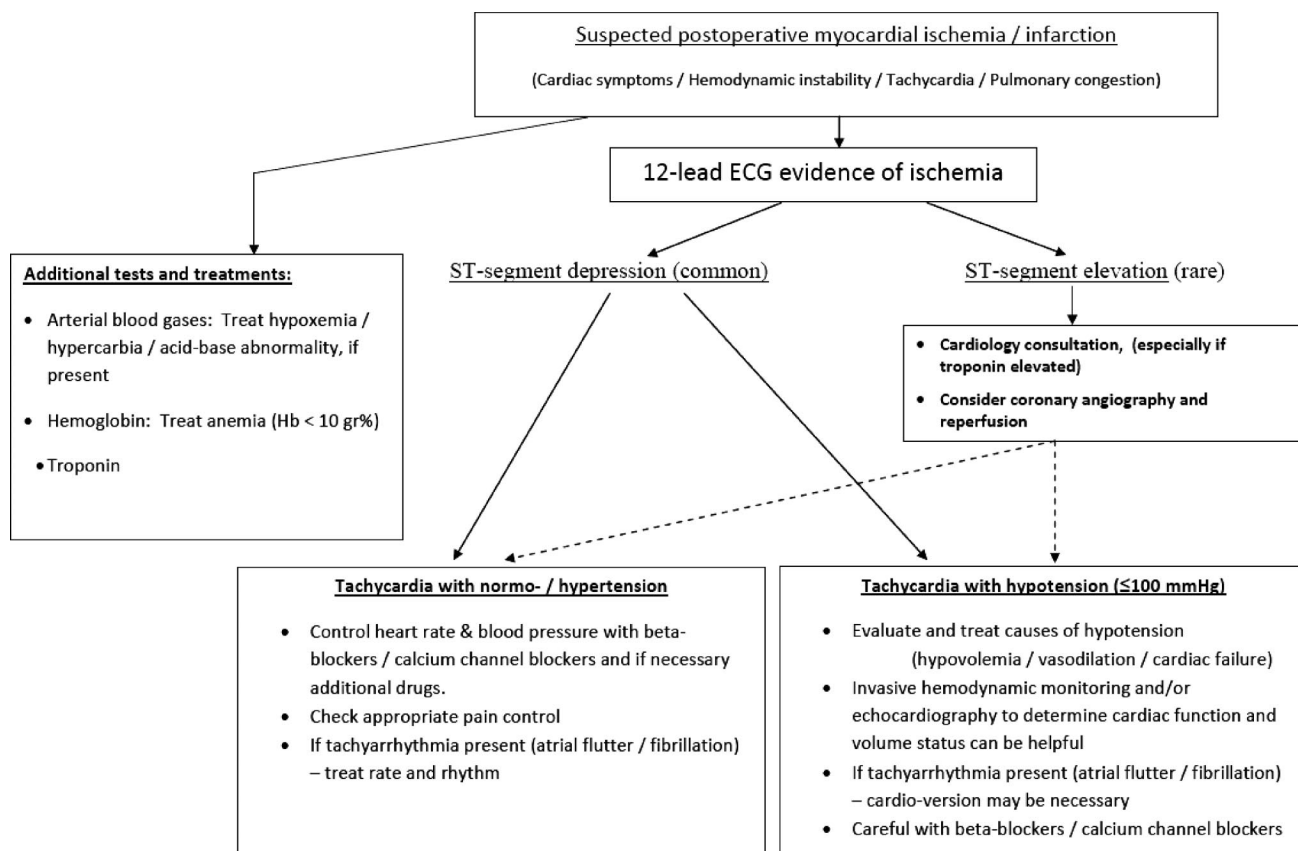 Suspected postoperative myocardial ischemia / infarction
(Cardiac symptoms / Hemodynamic instability / Tachycardia / Pulmonary congestion)
12-lead ECG evidence of ischemia
Additional tests and treatments:
• Arterial blood gases: Treat hypoxemia /
hypercarbia / acid-base abnormality, if
present
• Hemoglobin: Treat anemia (Hb < 10 gr%)
• Troponin
ST-segment depression (common)
ST-segment elevation (rare)
• Cardiology consultation, (especially if
troponin elevated)
• Consider coronary angiography and
reperfusion
Tachycardia with normo- / hypertension
• Control heart rate & blood pressure with beta-
blockers / calcium channel blockers and if necessary
additional drugs.
• Check appropriate pain control
• If tachyarrhythmia present (atrial flutter / fibrillation)
– treat rate and rhythm
Tachycardia with hypotension (≤100 mmHg)
• Evaluate and treat causes of hypotension
(hypovolemia / vasodilation / cardiac failure)
• Invasive hemodynamic monitoring and/or
echocardiography to determine cardiac function and
volume status can be helpful
• If tachyarrhythmia present (atrial flutter / fibrillation)
– cardio-version may be necessary
• Careful with beta-blockers / calcium channel blockers